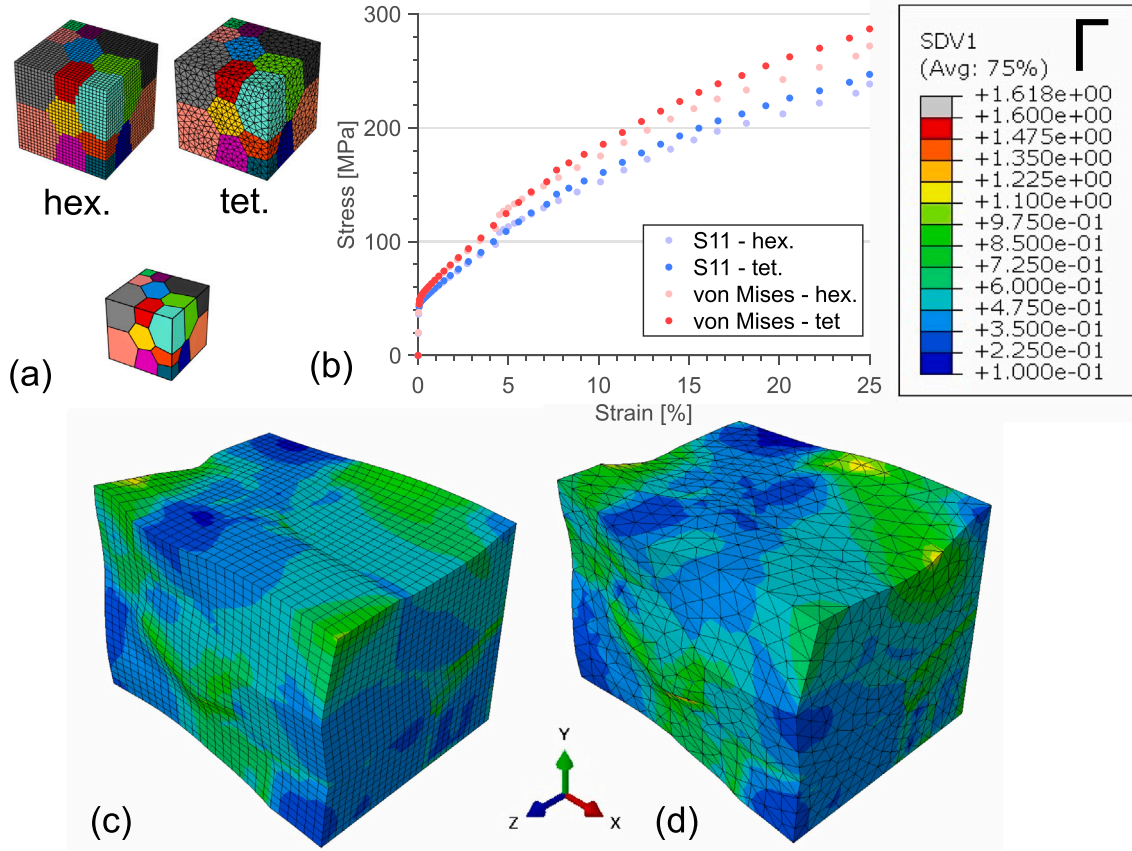 hex.
tet.
(a)
(b)
Stress [MPa]
300
200
100
0
0
5
10
15
20
25
Strain [%]
S11 - hex.
S11 - tet.
von Mises - hex.
von Mises - tet
SDV1
(Avg: 75%)
+1.618e+00
+1.600e+00
+1.475e+00
+1.350e+00
+1.225e+00
+1.100e+00
+9.750e-01
+8.500e-01
+7.250e-01
+6.000e-01
+4.750e-01
+3.500e-01
+2.250e-01
+1.000e-01
(c)
Y
Z
X
(d)